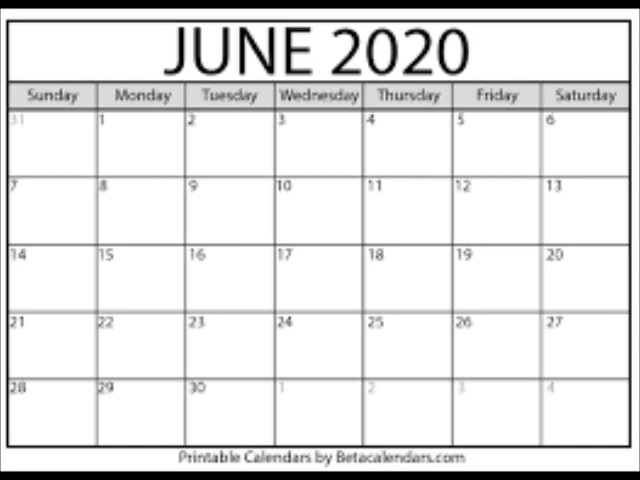 JUNE 2020
Sunday Monday Tuesday Wednesday Thursday Friday Saturday
31 1 2 3 4 5 6
7 8 9 10 11 12 13
14 15 16 17 18 19 20
21 22 23 24 25 26 27
28 29 30 1 2 3 4
Printable Calendars by Betacalendars.com